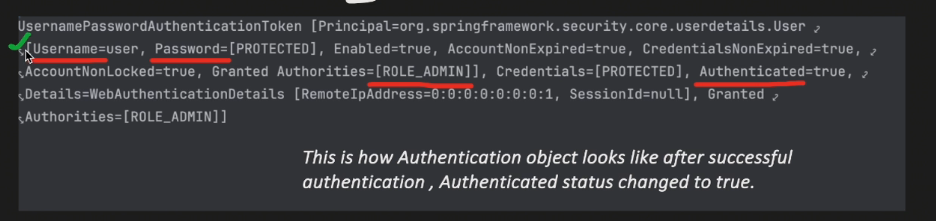 UsernamePasswordAuthenticationToken [Principal=org.springframework.security.core.userdetails.User
[Username=user, Password=[PROTECTED], Enabled=true, AccountNonExpired=true, CredentialsNonExpired=true,
AccountNonLocked=true, Granted Authorities=[ROLE_ADMIN]], Credentials=[PROTECTED], Authenticated=true,
Details=WebAuthenticationDetails [RemoteIpAddress=0:0:0:0:0:0:0:1, SessionId=null], Granted
Authorities=[ROLE_ADMIN]]
This is how Authentication object looks like after successful
authentication , Authenticated status changed to true.